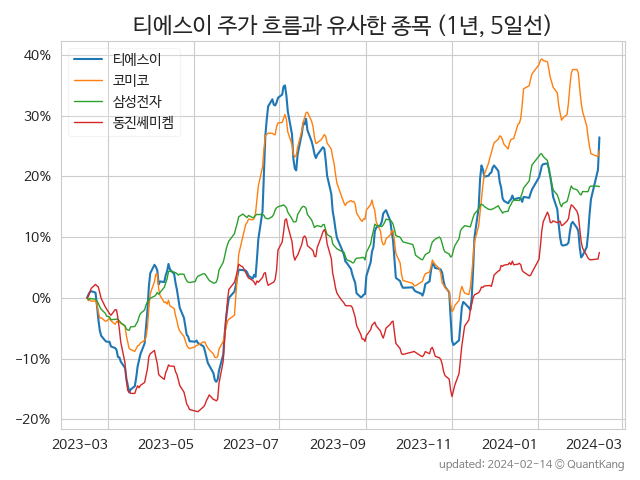 티에스이 주가 흐름과 유사한 종목 (1년, 5일선)
티에스이
코미코
삼성전자
동진쎄미켐
40%
30%
20%
10%
0%
−10%
−20%
2023-03 2023-05 2023-07 2023-09 2023-11 2024-01 2024-03
updated: 2024-02-14 © QuantKang